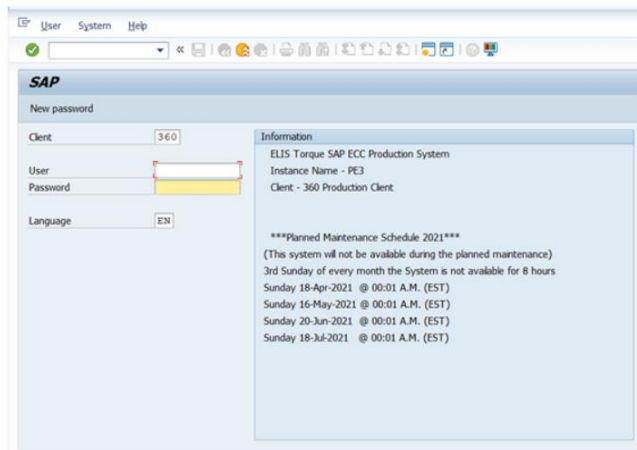 User System Help
SAP
New password
Client 360
User
Password
Language EN
Information
ELIS Torque SAP ECC Production System
Instance Name - PE3
Client - 360 Production Client
***Planned Maintenance Schedule 2021***
(This system will not be available during the planned maintenance)
3rd Sunday of every month the System is not available for 8 hours
Sunday 18-Apr-2021 @ 00:01 A.M. (EST)
Sunday 16-May-2021 @ 00:01 A.M. (EST)
Sunday 20-Jun-2021 @ 00:01 A.M. (EST)
Sunday 18-Jul-2021 @ 00:01 A.M. (EST)